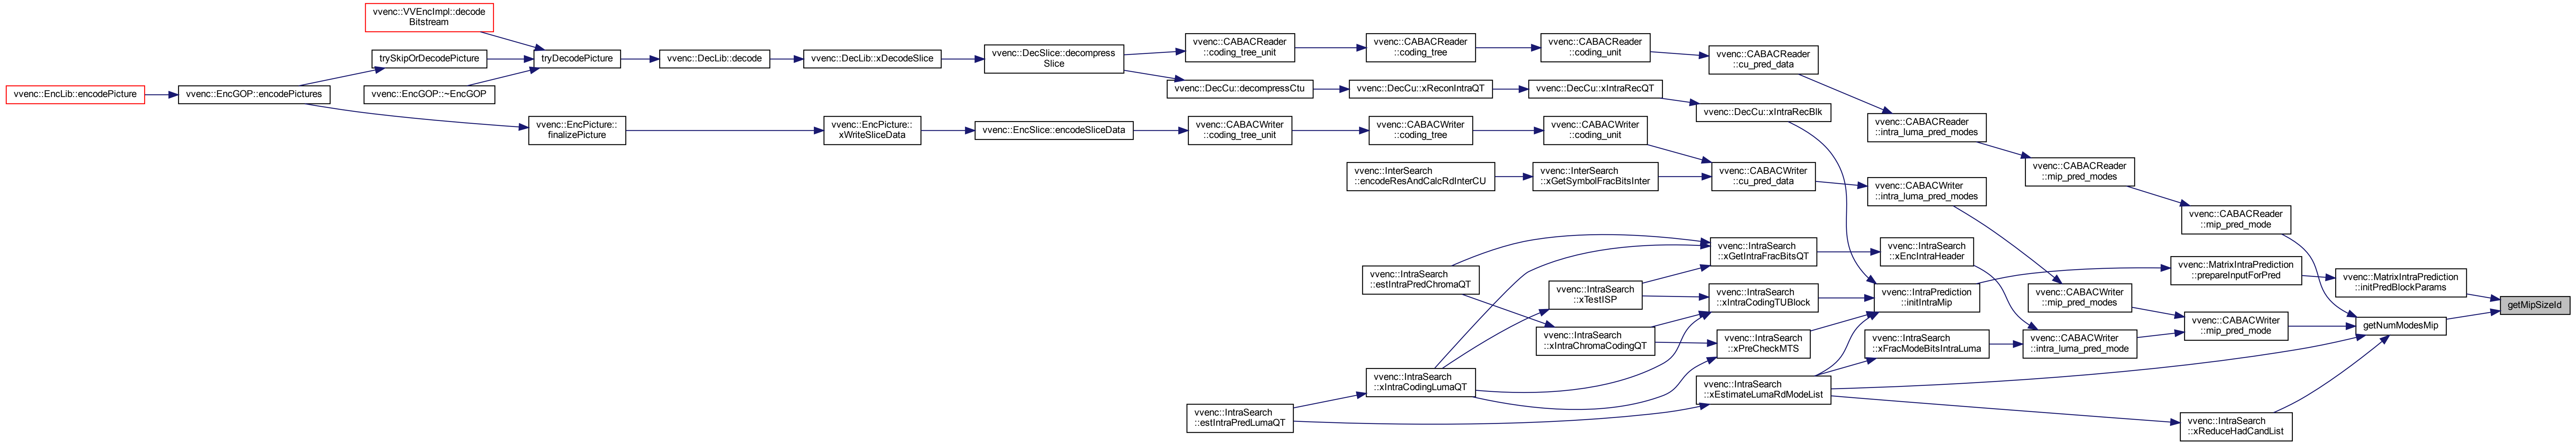 vvenc::VVEncImpl::decode
Bitstream
trySkipOrDecodePicture
tryDecodePicture
vvenc::DecLib::decode
vvenc::DecLib::xDecodeSlice
vvenc::DecSlice::decompress
Slice
vvenc::CABACReader
::coding_tree_unit
vvenc::CABACReader
::coding_tree
vvenc::CABACReader
::coding_unit
vvenc::CABACReader
::cu_pred_data
vvenc::EncLib::encodePicture
vvenc::EncGOP::encodePictures
vvenc::EncGOP::~EncGOP
vvenc::DecCu::decompressCtu
vvenc::DecCu::xReconIntraQT
vvenc::DecCu::xIntraRecQT
vvenc::DecCu::xIntraRecBlk
vvenc::EncPicture::
finalizePicture
vvenc::EncPicture::
xWriteSliceData
vvenc::EncSlice::encodeSliceData
vvenc::CABACWriter
::coding_tree_unit
vvenc::CABACWriter
::coding_tree
vvenc::CABACWriter
::coding_unit
vvenc::CABACReader
::intra_luma_pred_modes
vvenc::InterSearch
::encodeResAndCalcRdInterCU
vvenc::InterSearch
::xGetSymbolFracBitsInter
vvenc::CABACWriter
::cu_pred_data
vvenc::CABACWriter
::intra_luma_pred_modes
vvenc::CABACReader
::mip_pred_modes
vvenc::CABACReader
::mip_pred_mode
vvenc::IntraSearch
::xGetIntraFracBitsQT
vvenc::IntraSearch
::xEncIntraHeader
vvenc::IntraSearch
::estIntraPredChromaQT
vvenc::IntraSearch
::xTestISP
vvenc::IntraSearch
::xIntraCodingTUBlock
vvenc::IntraPrediction
::initIntraMip
vvenc::CABACWriter
::mip_pred_modes
vvenc::MatrixIntraPrediction
::prepareInputForPred
vvenc::MatrixIntraPrediction
::initPredBlockParams
getMipSizeId
vvenc::IntraSearch
::xIntraChromaCodingQT
vvenc::IntraSearch
::xPreCheckMTS
vvenc::IntraSearch
::xFracModeBitsIntraLuma
vvenc::CABACWriter
::intra_luma_pred_mode
vvenc::CABACWriter
::mip_pred_mode
getNumModesMip
vvenc::IntraSearch
::xIntraCodingLumaQT
vvenc::IntraSearch
::xEstimateLumaRdModeList
vvenc::IntraSearch
::estIntraPredLumaQT
vvenc::IntraSearch
::xReduceHadCandList